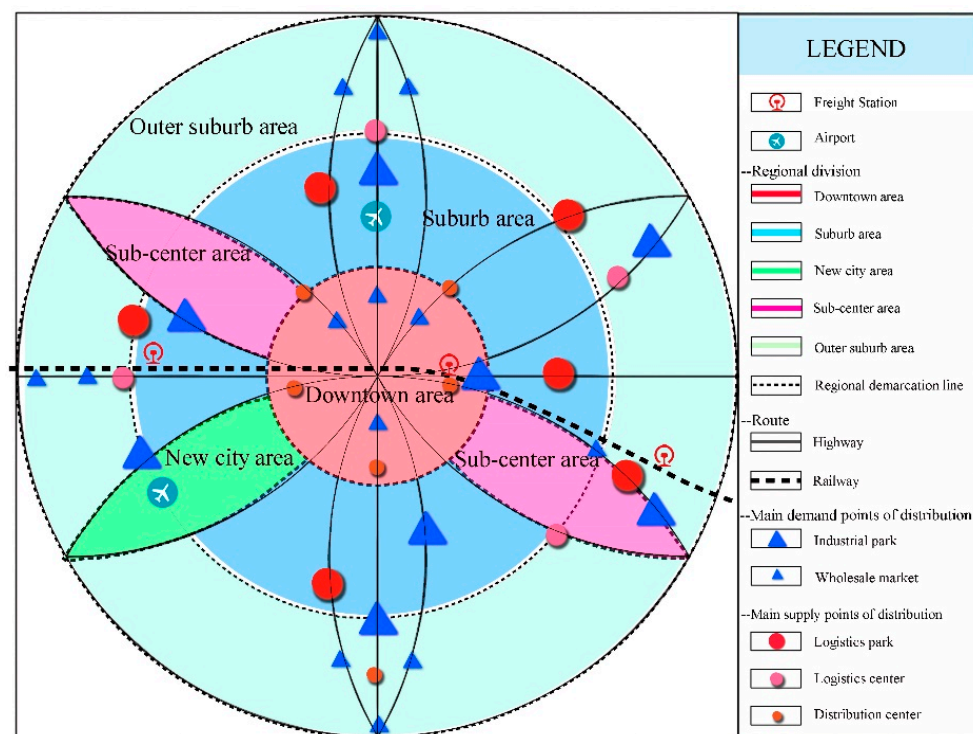 Outer suburb area
Suburb area
Sub-center area
Downtown area
New city area
Sub-center area
LEGEND
Freight Station
Airport
--Regional division
Downtown area
Suburb area
New city area
Sub-center area
Outer suburb area
Regional demarcation line
--Route
Highway
Railway
--Main demand points of distribution
Industrial park
Wholesale market
--Main supply points of distribution
Logistics park
Logistics center
Distribution center